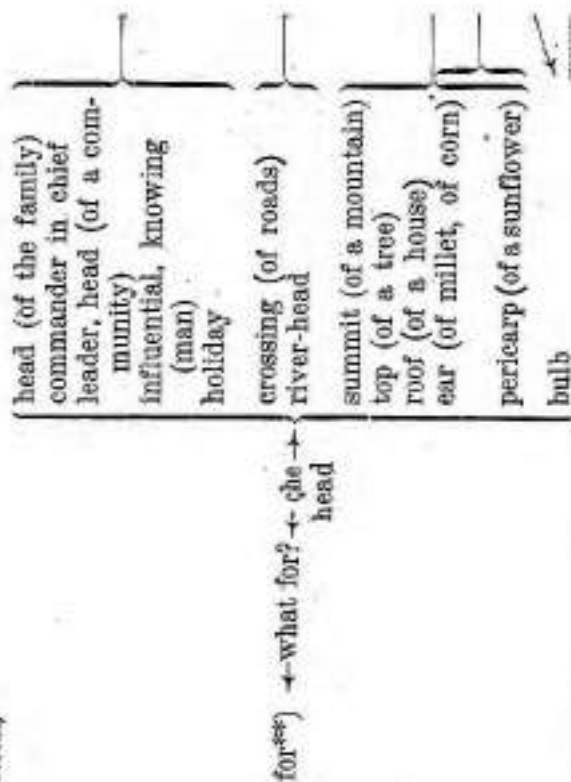 head (of the family)
commander in chief
leader, head (of a com-
munity)
influential, knowing
(man)
holiday
crossing (of roads)
river-head
summit (of a mountain)
top (of a tree)
roof (of a house)
ear (of millet, of corn)
pericarp (of a sunflower)
bulb
for**) ← what for? ← çhe →
head